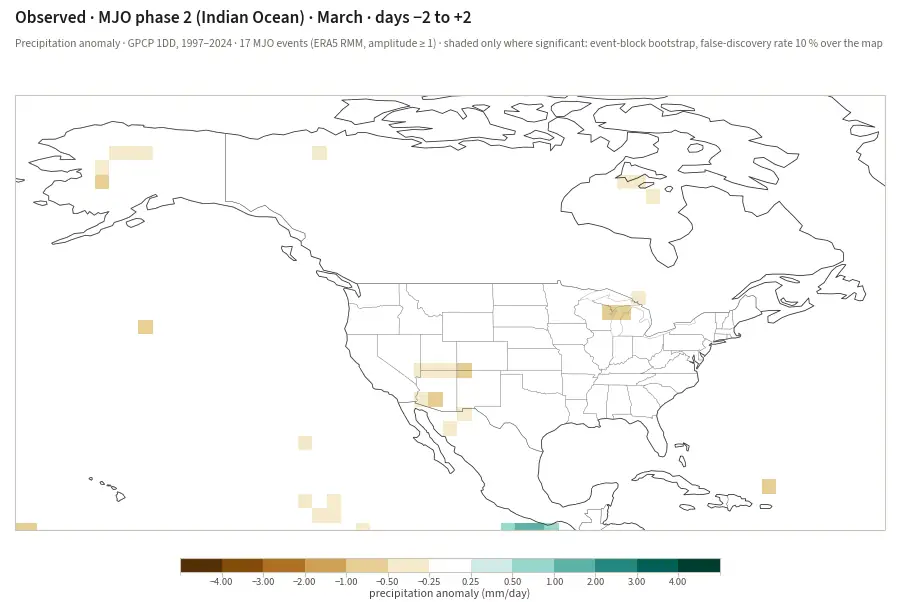 Observed · MJO phase 2 (Indian Ocean) · March · days −2 to +2
Precipitation anomaly · GPCP 1DD, 1997–2024 · 17 MJO events (ERA5 RMM, amplitude ≥ 1) · shaded only where significant: event-block bootstrap, false-discovery rate 10 % over the map
−4.00 −3.00 −2.00 −1.00 −0.50 −0.25 0.25 0.50 1.00 2.00 3.00 4.00
precipitation anomaly (mm/day)